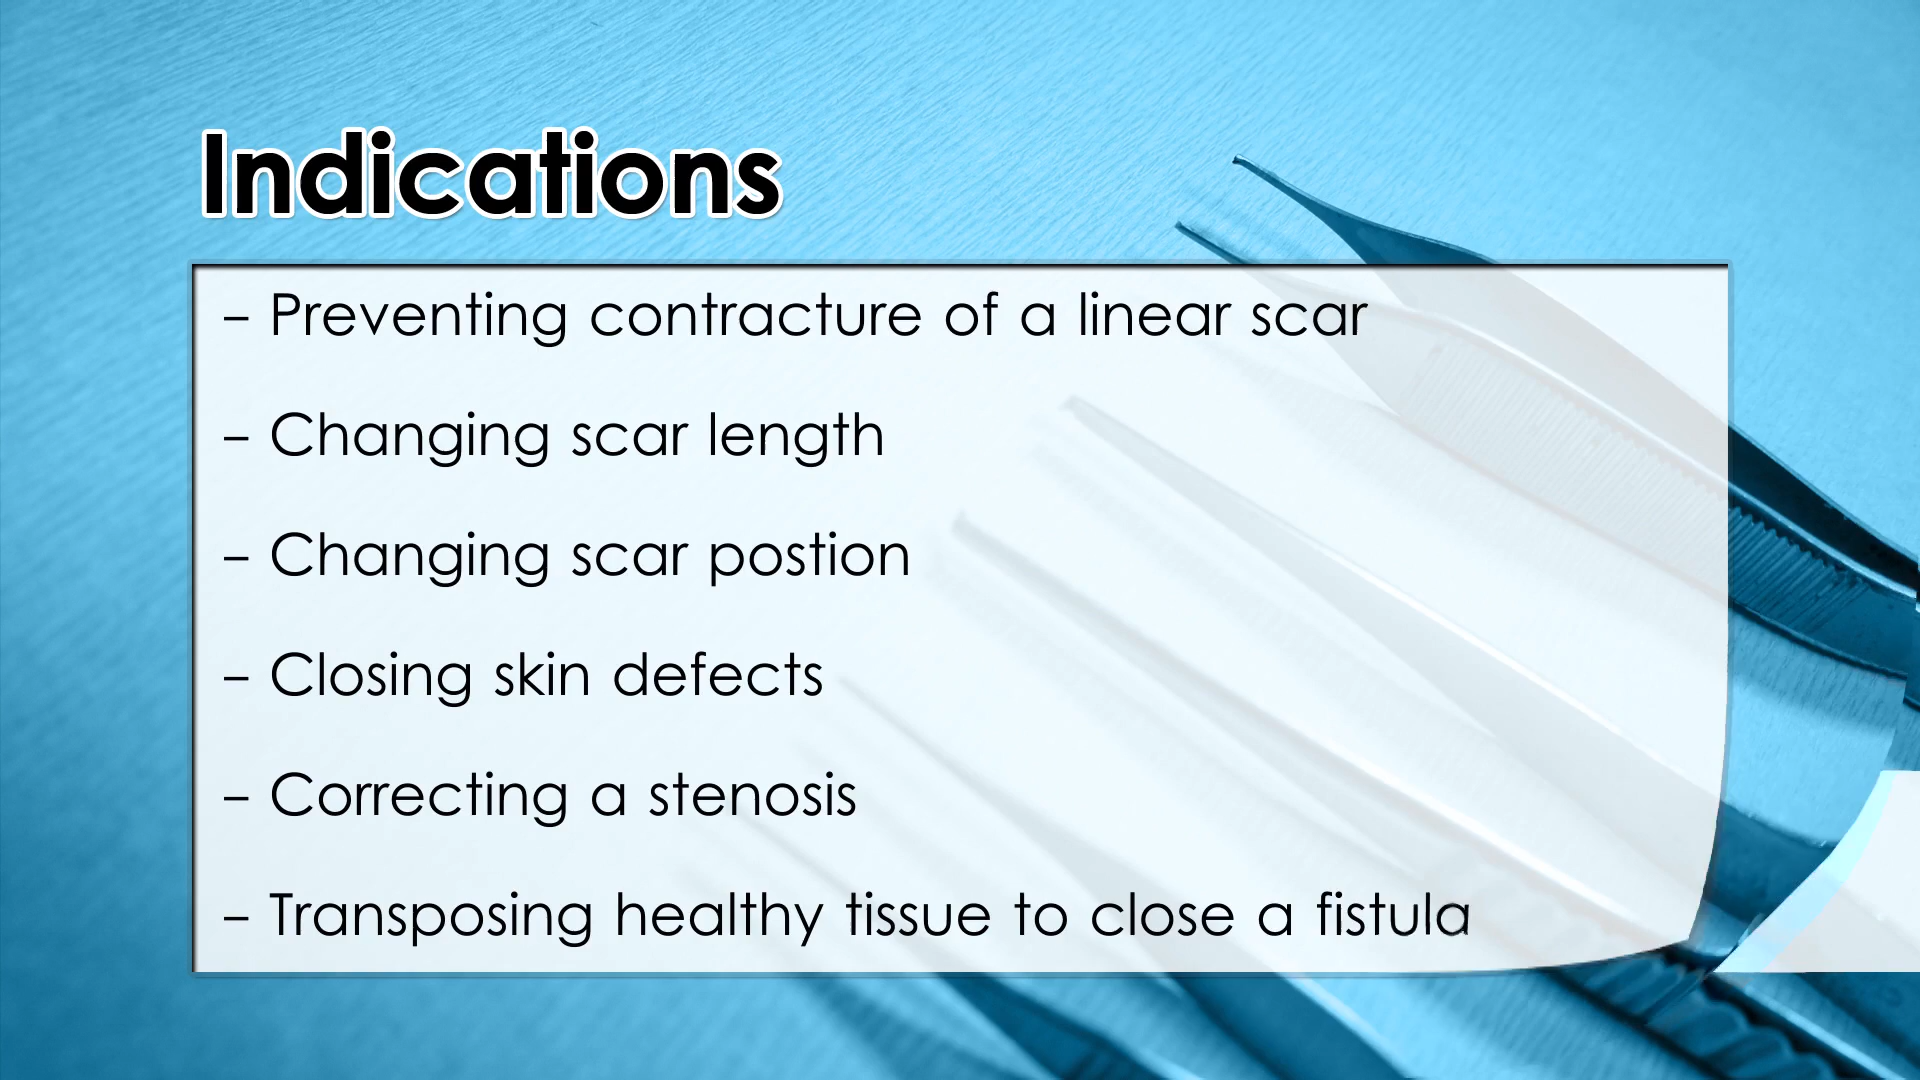 Indications
– Preventing contracture of a linear scar
– Changing scar length
– Changing scar postion
– Closing skin defects
– Correcting a stenosis
– Transposing healthy tissue to close a fistula